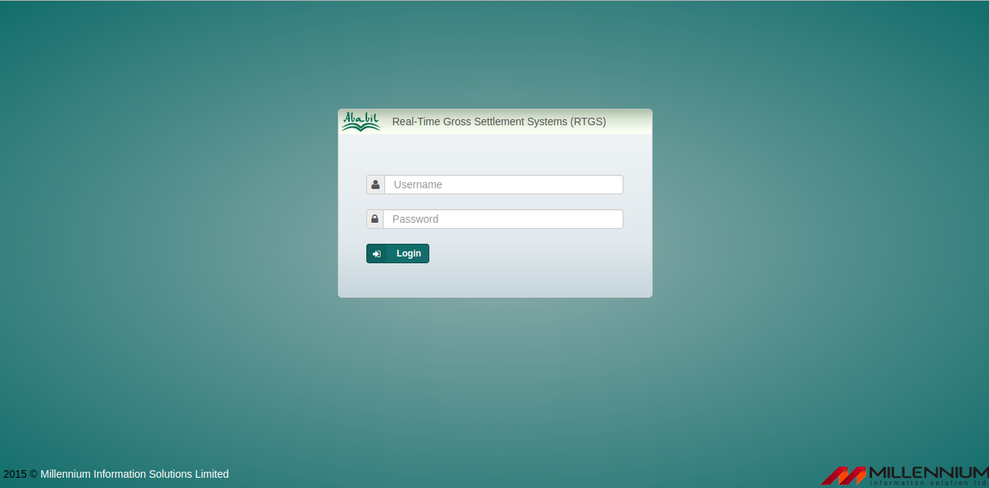 Ababil
Real-Time Gross Settlement Systems (RTGS)
Username
Password
Login
2015 © Millennium Information Solutions Limited
MILLENNIUM
information solution ltd